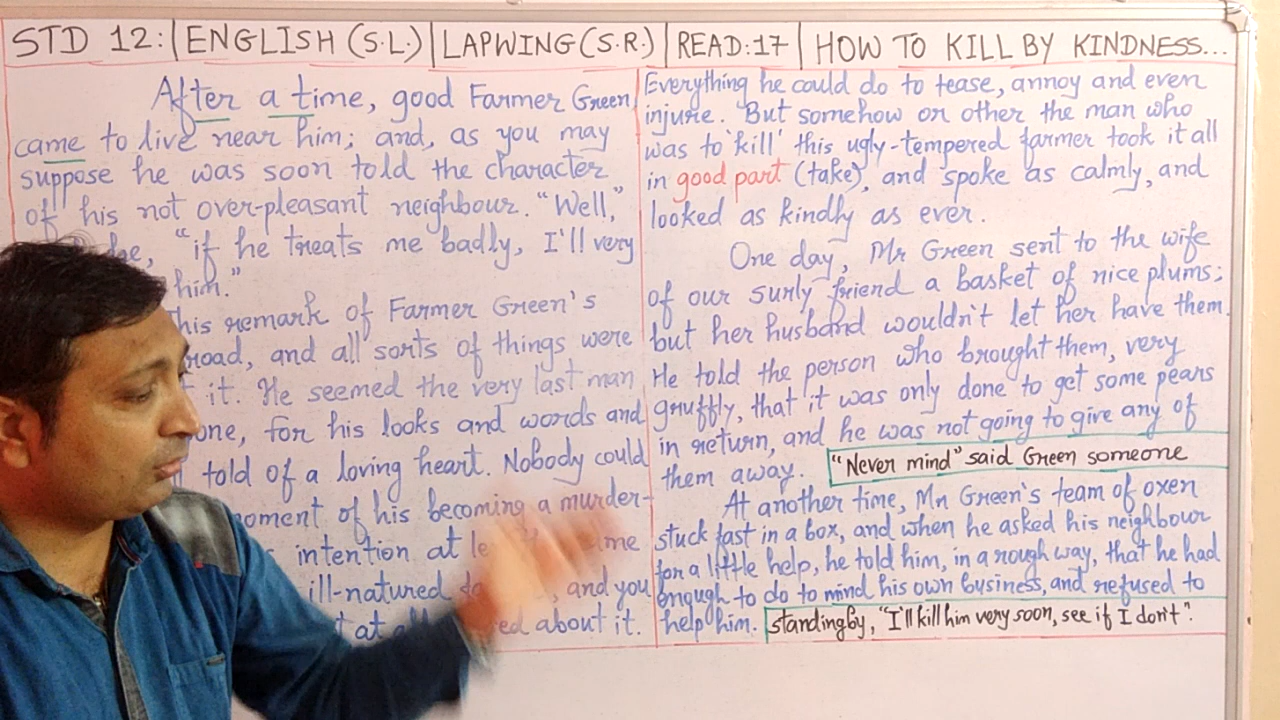 STD 12: | ENGLISH (S.L.) | LAPWING (S.R.) | READ:17 | HOW TO KILL BY KINDNESS...
After a time, good Farmer Green
came to live near him; and, as you may
suppose he was soon told the character
of his not over-pleasant neighbour. "Well,"
he, "if he treats me badly, I'll very
him."
his remark of Farmer Green's
road, and all sorts of things were
it. He seemed the very last man
one, for his looks and words and
told of a loving heart. Nobody could
moment of his becoming a murder-
intention at
ill-natured and you
at about it.
Everything he could do to tease, annoy and even
injure. But somehow or other the man who
was to 'kill' this ugly-tempered farmer took it all
in good part (take), and spoke as calmly, and
looked as kindly as ever.
One day, Mr Green sent to the wife
of our surly friend a basket of nice plums;
but her husband wouldn't let her have them.
He told the person who brought them, very
gruffly, that it was only done to get some pears
in return, and he was not going to give any of
them away. "Never mind" said Green someone
At another time, Mr Green's team of oxen
stuck fast in a box, and when he asked his neighbour
for a little help, he told him, in a rough way, that he had
enough to do to mind his own business, and refused to
help him. standing by, "I'll kill him very soon, see if I don't".